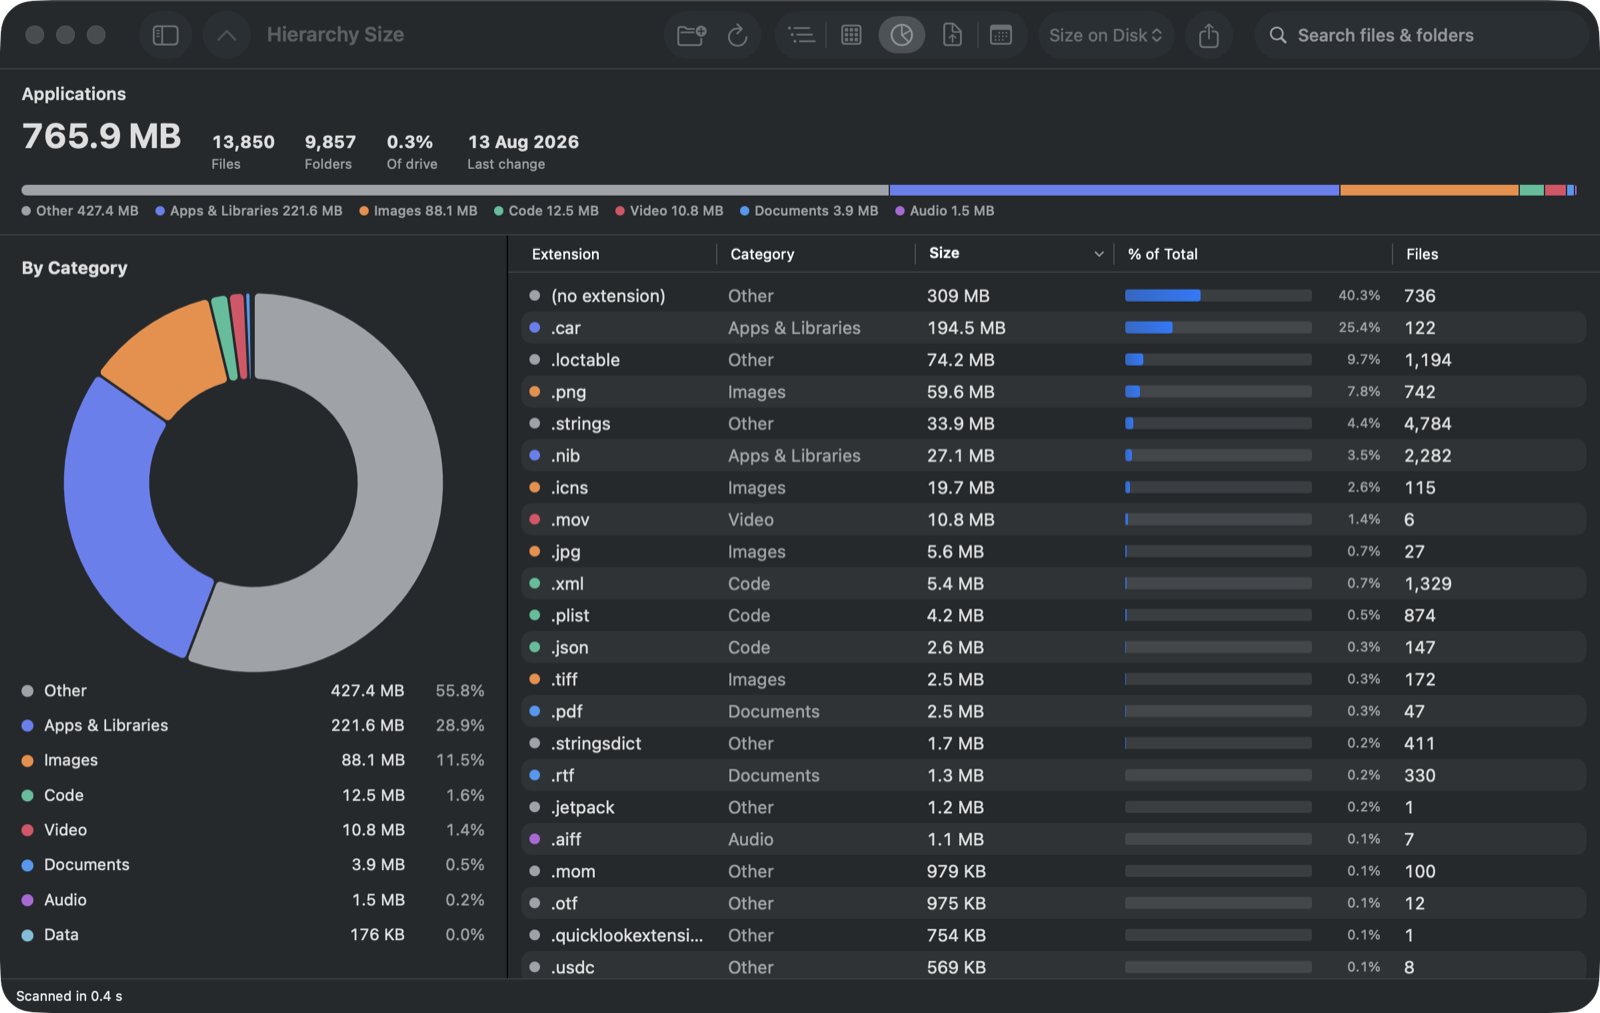 Hierarchy Size
Size on Disk
Search files & folders
Applications
765.9 MB
13,850 9,857 0.3% 13 Aug 2026
Files Folders Of drive Last change
Other 427.4 MB Apps & Libraries 221.6 MB Images 88.1 MB Code 12.5 MB Video 10.8 MB Documents 3.9 MB Audio 1.5 MB
By Category
Other 427.4 MB 55.8%
Apps & Libraries 221.6 MB 28.9%
Images 88.1 MB 11.5%
Code 12.5 MB 1.6%
Video 10.8 MB 1.4%
Documents 3.9 MB 0.5%
Audio 1.5 MB 0.2%
Data 176 KB 0.0%
Extension Category Size % of Total Files
(no extension) Other 309 MB 40.3% 736
.car Apps & Libraries 194.5 MB 25.4% 122
.loctable Other 74.2 MB 9.7% 1,194
.png Images 59.6 MB 7.8% 742
.strings Other 33.9 MB 4.4% 4,784
.nib Apps & Libraries 27.1 MB 3.5% 2,282
.icns Images 19.7 MB 2.6% 115
.mov Video 10.8 MB 1.4% 6
.jpg Images 5.6 MB 0.7% 27
.xml Code 5.4 MB 0.7% 1,329
.plist Code 4.2 MB 0.5% 874
.json Code 2.6 MB 0.3% 147
.tiff Images 2.5 MB 0.3% 172
.pdf Documents 2.5 MB 0.3% 47
.stringsdict Other 1.7 MB 0.2% 411
.rtf Documents 1.3 MB 0.2% 330
.jetpack Other 1.2 MB 0.2% 1
.aiff Audio 1.1 MB 0.1% 7
.mom Other 979 KB 0.1% 100
.otf Other 975 KB 0.1% 12
.quicklookextensi... Other 754 KB 0.1% 1
.usdc Other 569 KB 0.1% 8
Scanned in 0.4 s